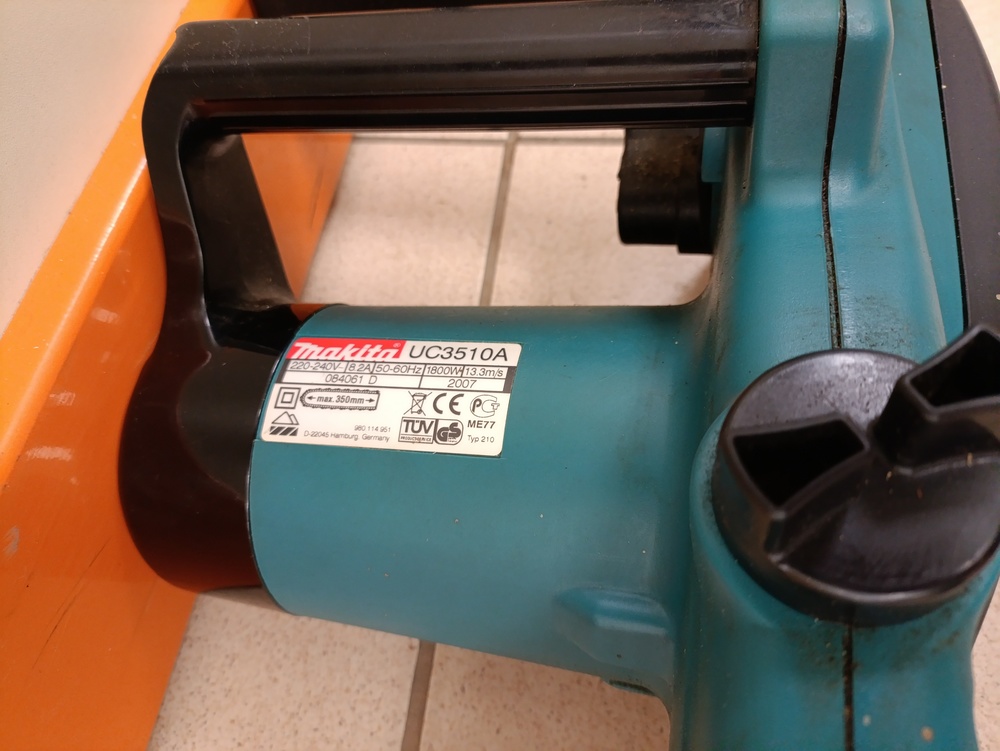 makita® UC3510A
220-240V~ 8.2A 50-60Hz 1800W 13.3m/s
084061 D 2007
max. 350mm
CE PG
980 114 951 TÜV GS ME77
D-22045 Hamburg, Germany Typ 210